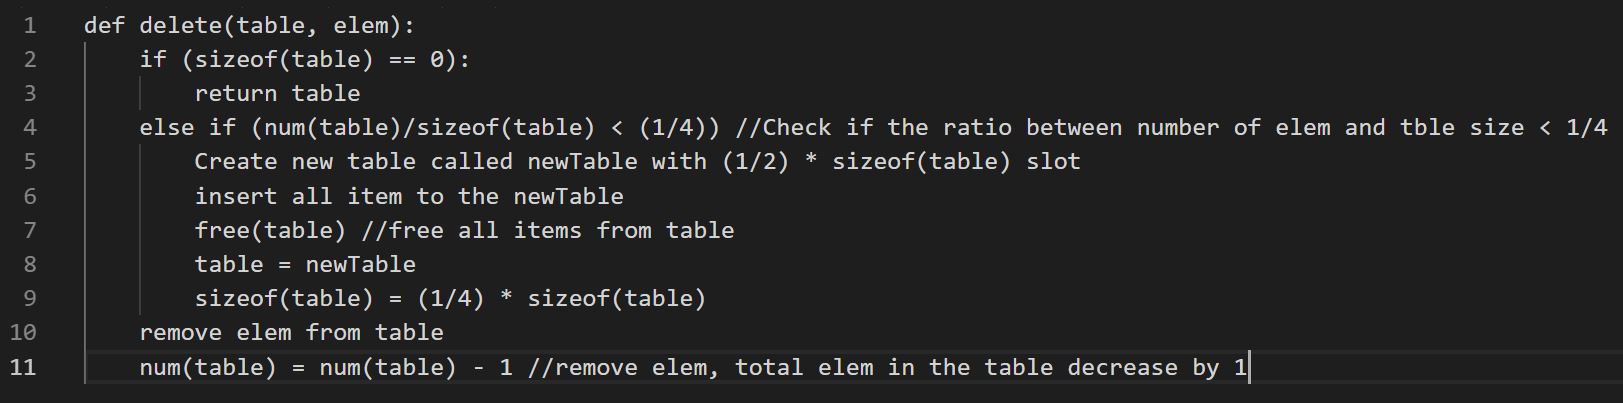 1 def delete(table, elem):
2 if (sizeof(table) == 0):
3 return table
4 else if (num(table)/sizeof(table) < (1/4)) //Check if the ratio between number of elem and tble size < 1/4
5 Create new table called newTable with (1/2) * sizeof(table) slot
6 insert all item to the newTable
7 free(table) //free all items from table
8 table = newTable
9 sizeof(table) = (1/4) * sizeof(table)
10 remove elem from table
11 num(table) = num(table) - 1 //remove elem, total elem in the table decrease by 1